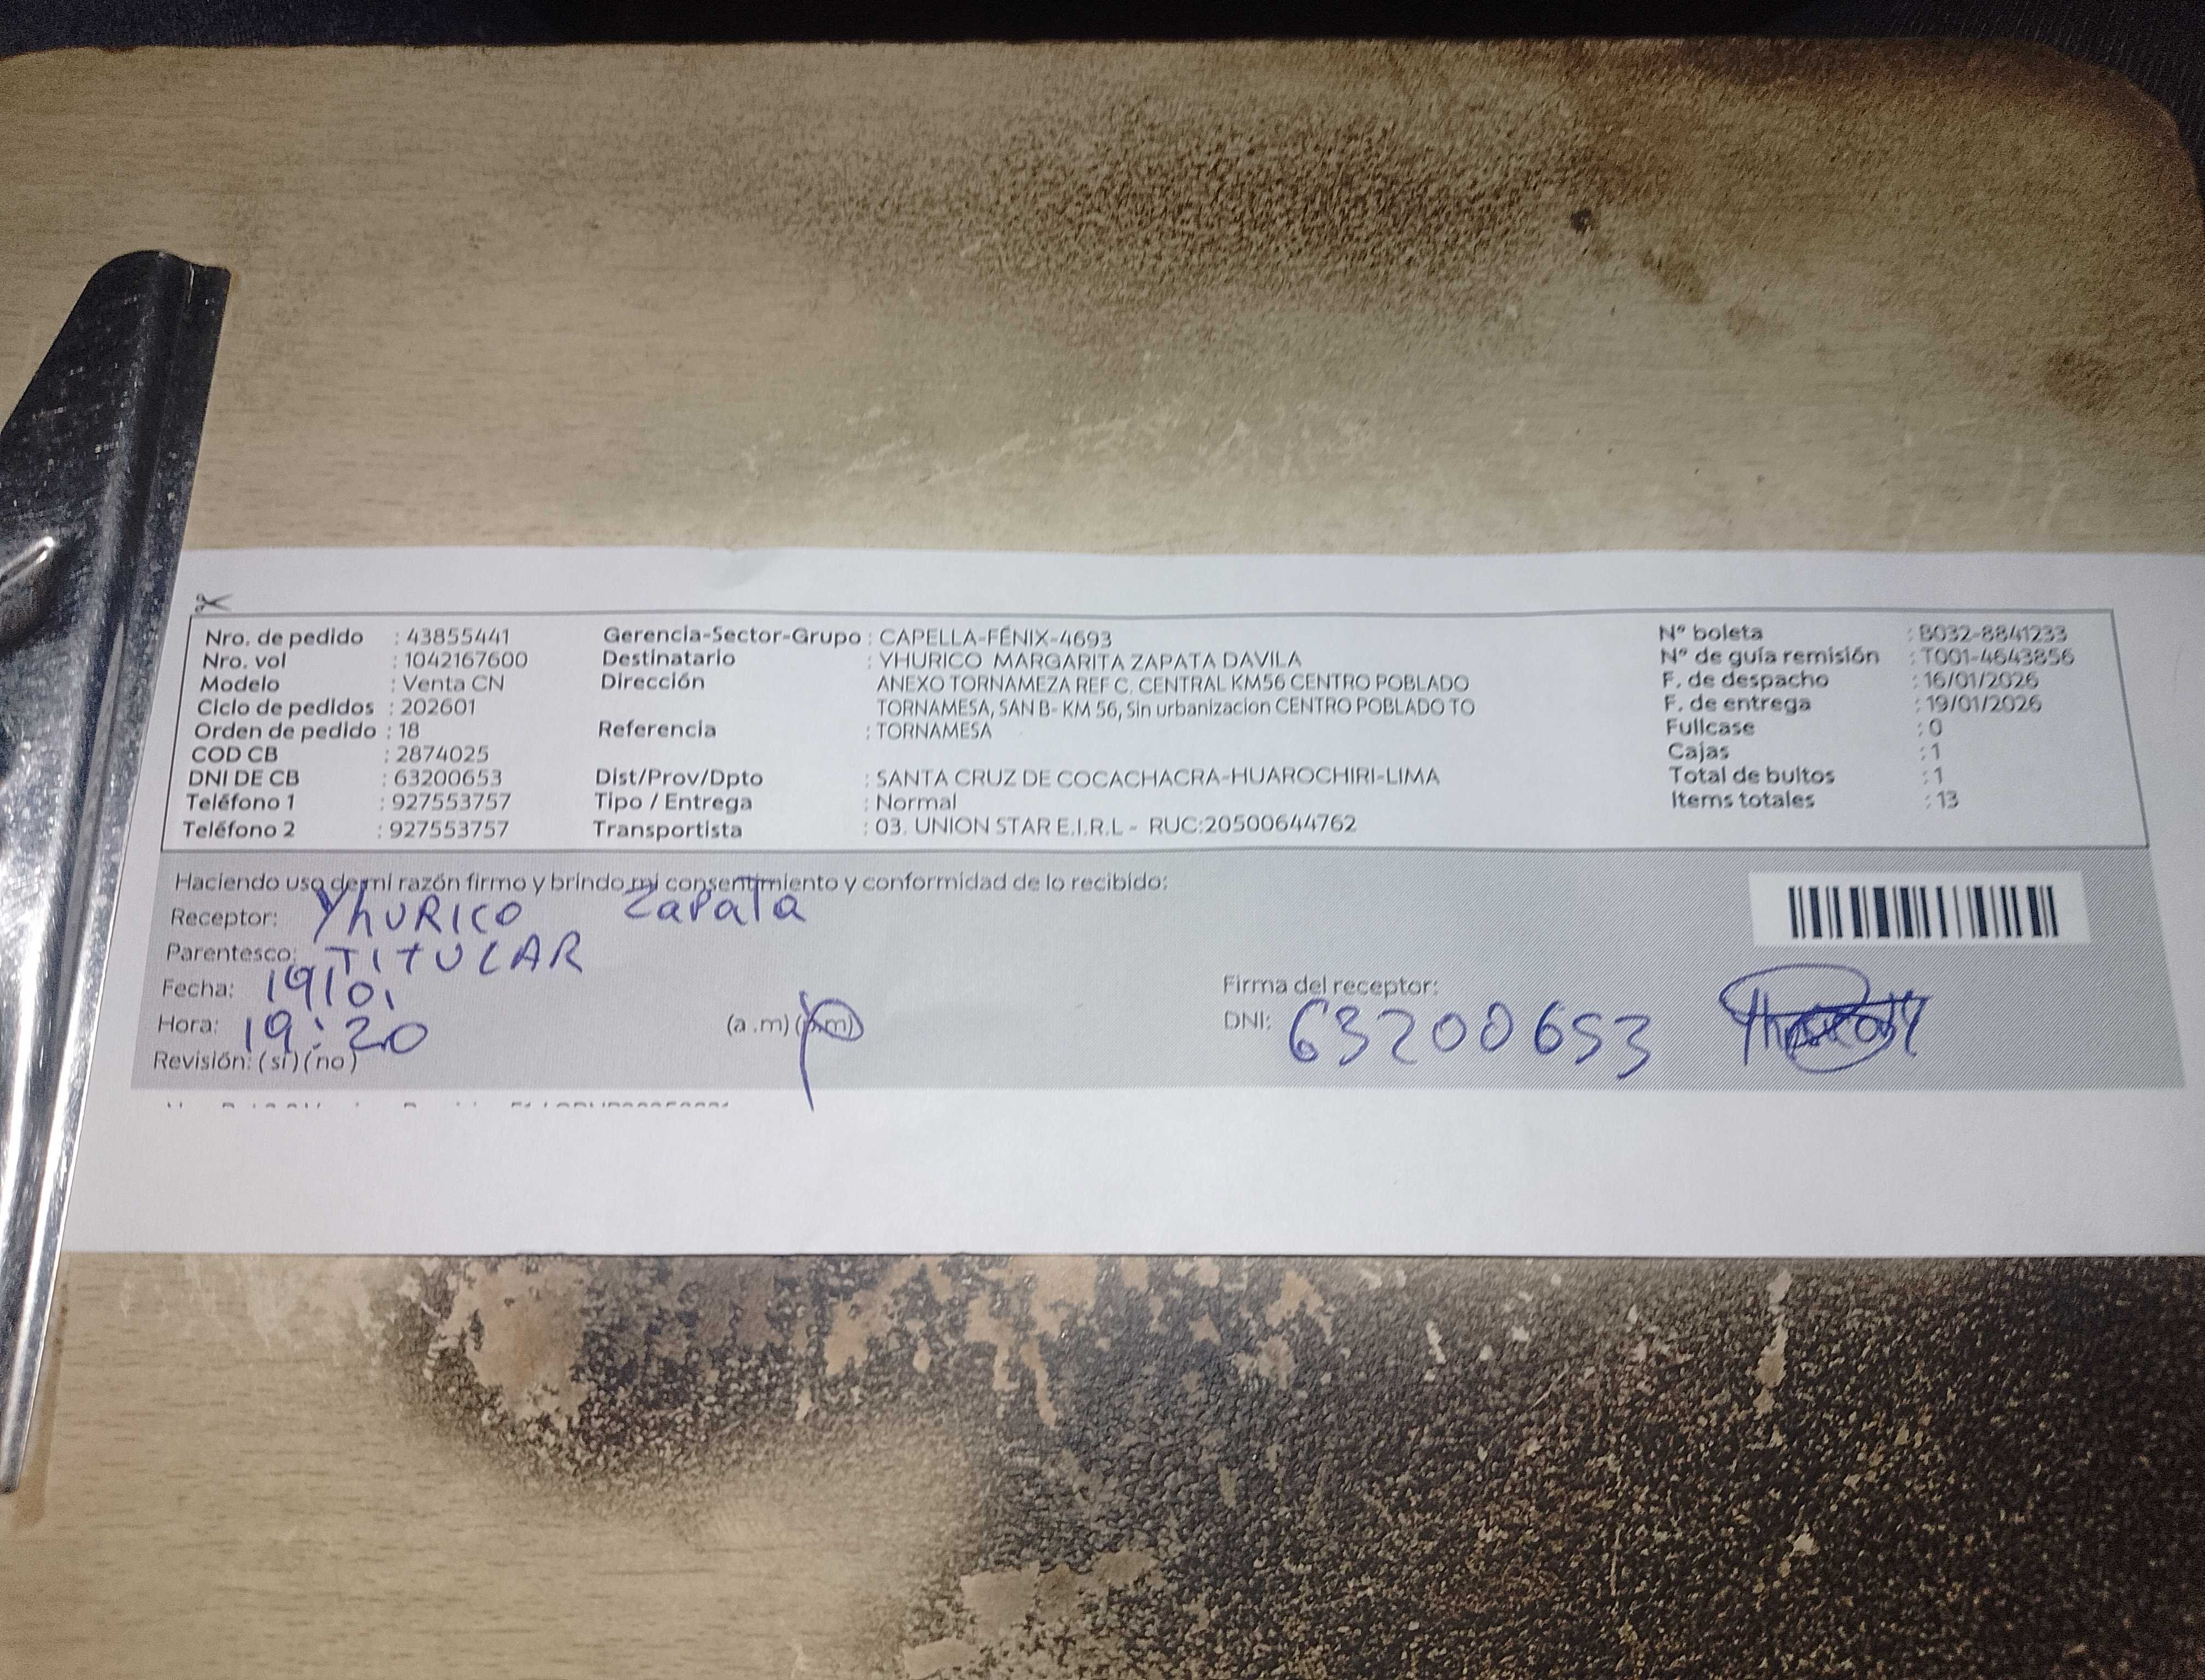 Nro. de pedido : 43855441 Gerencia-Sector-Grupo : CAPELLA-FÉNIX-4693 N° boleta : B032-8841233
Nro. vol : 1042167600 Destinatario : YHURICO MARGARITA ZAPATA DAVILA N° de guía remisión : T001-4643856
Modelo : Venta CN Dirección ANEXO TORNAMEZA REF C. CENTRAL KM56 CENTRO POBLADO F. de despacho : 16/01/2026
Ciclo de pedidos : 202601 TORNAMESA, SAN B- KM 56, Sin urbanizacion CENTRO POBLADO TO F. de entrega : 19/01/2026
Orden de pedido : 18 Referencia : TORNAMESA Fullcase : 0
COD CB : 2874025 Cajas : 1
DNI DE CB : 63200653 Dist/Prov/Dpto : SANTA CRUZ DE COCACHACRA-HUAROCHIRI-LIMA Total de bultos : 1
Teléfono 1 : 927553757 Tipo / Entrega : Normal Items totales : 13
Teléfono 2 : 927553757 Transportista : 03. UNION STAR E.I.R.L - RUC:20500644762
Haciendo uso de mi razón firmo y brindo mi consentimiento y conformidad de lo recibido:
Receptor: YhURICO ZaPaTa
Parentesco: TITULAR
Fecha: 19/01 Firma del receptor:
Hora: 19:20 (a.m) (p.m) DNI: 63200653
Revisión: (si) (no)